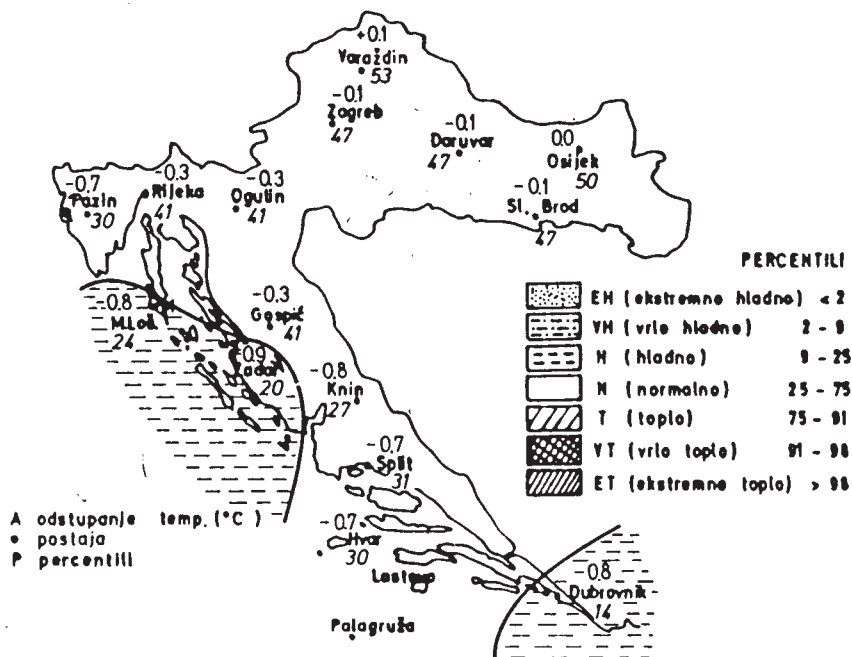 +0.1
Varaždin
53
-0.1
Zagreb
47
-0.1
Daruvar
47
0.0
Osijek
50
-0.1
Sl. Brod
47
-0.7
Pazin
30
-0.3
Rijeka
41
-0.3
Ogulin
41
-0.8
M.Loš.
24
-0.3
Gospić
41
-0.9
Zadar
20
-0.8
Knin
27
-0.7
Split
31
-0.7
Hvar
30
Lastovo
Palagruža
-0.8
Dubrovnik
14
PERCENTILI
EH (ekstremno hladno) < 2
VH (vrlo hladno) 2 - 9
H (hladno) 9 - 25
N (normalno) 25 - 75
T (toplo) 75 - 91
VT (vrlo toplo) 91 - 98
ET (ekstremno toplo) > 98
A odstupanje temp. (°C)
• postaja
P percentili